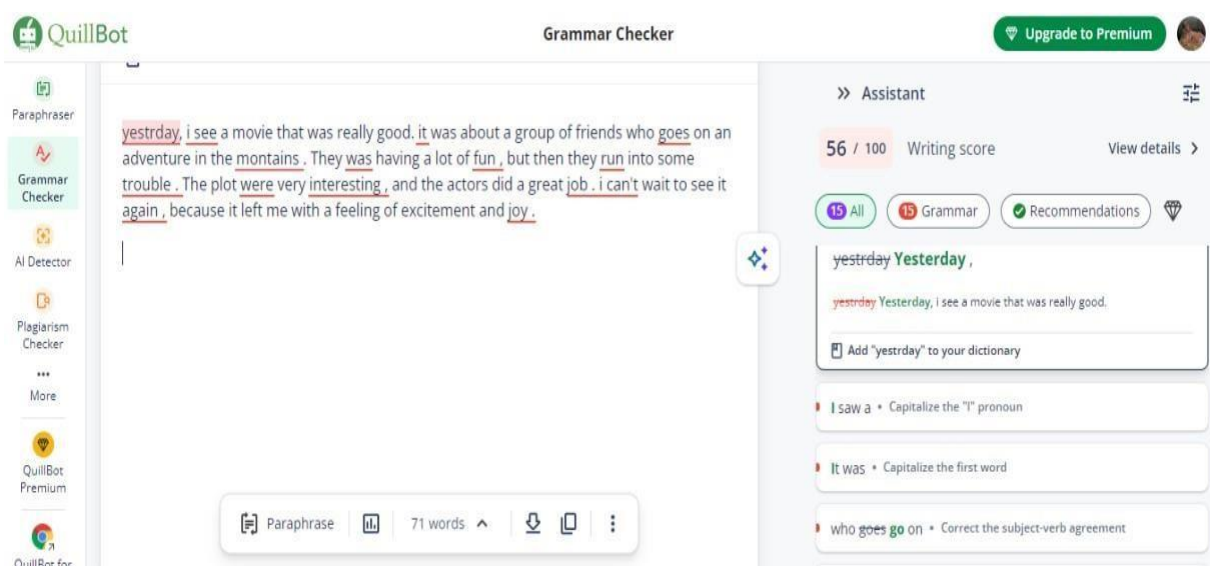 QuillBot
Grammar Checker
Upgrade to Premium
Paraphraser
Grammar
Checker
AI Detector
Plagiarism
Checker
More
QuillBot
Premium
QuillBot for
yestrday, i see a movie that was really good. it was about a group of friends who goes on an
adventure in the montains . They was having a lot of fun , but then they run into some
trouble . The plot were very interesting , and the actors did a great job . i can't wait to see it
again , because it left me with a feeling of excitement and joy .
Paraphrase
71 words
Assistant
56 / 100 Writing score View details
15 All 15 Grammar Recommendations
yestrday Yesterday ,
yestrday Yesterday, i see a movie that was really good.
Add "yestrday" to your dictionary
I saw a • Capitalize the "I" pronoun
It was • Capitalize the first word
who goes go on • Correct the subject-verb agreement